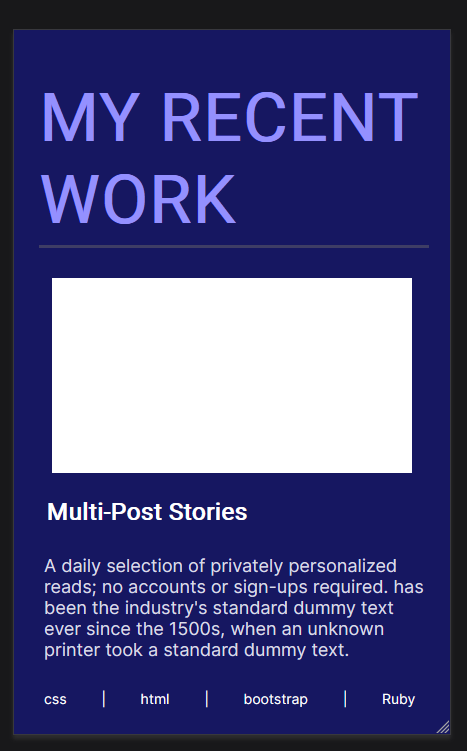 MY RECENT
WORK
Multi-Post Stories
A daily selection of privately personalized
reads; no accounts or sign-ups required. has
been the industry's standard dummy text
ever since the 1500s, when an unknown
printer took a standard dummy text.
css | html | bootstrap | Ruby